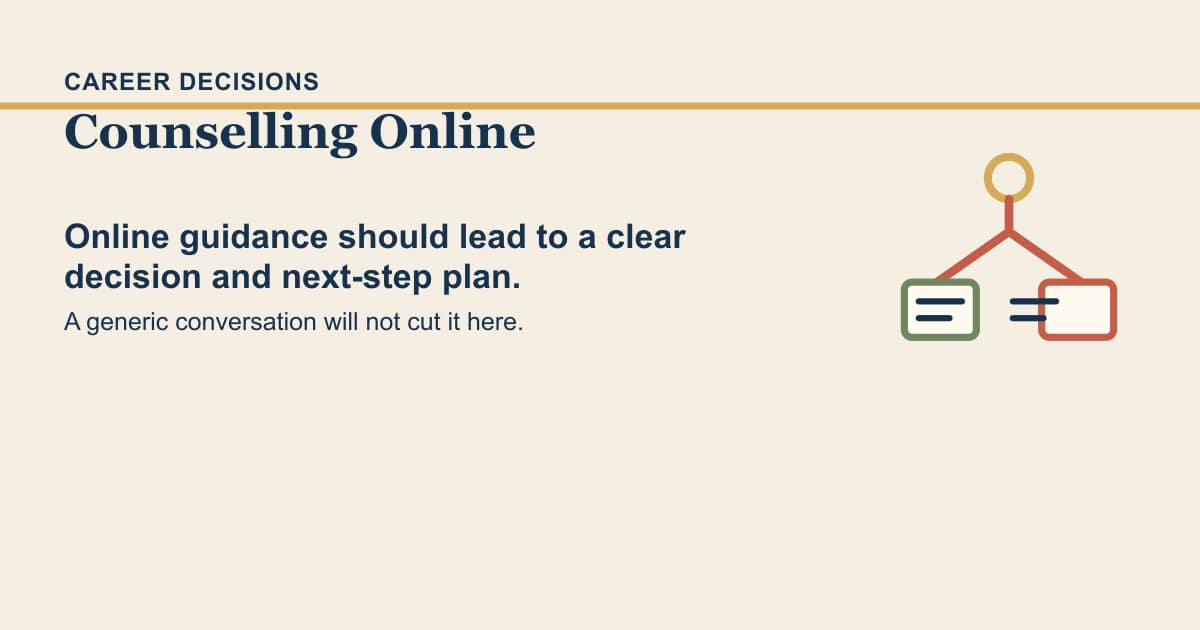 CAREER DECISIONS
Counselling Online
Online guidance should lead to a clear
decision and next-step plan.
A generic conversation will not cut it here.